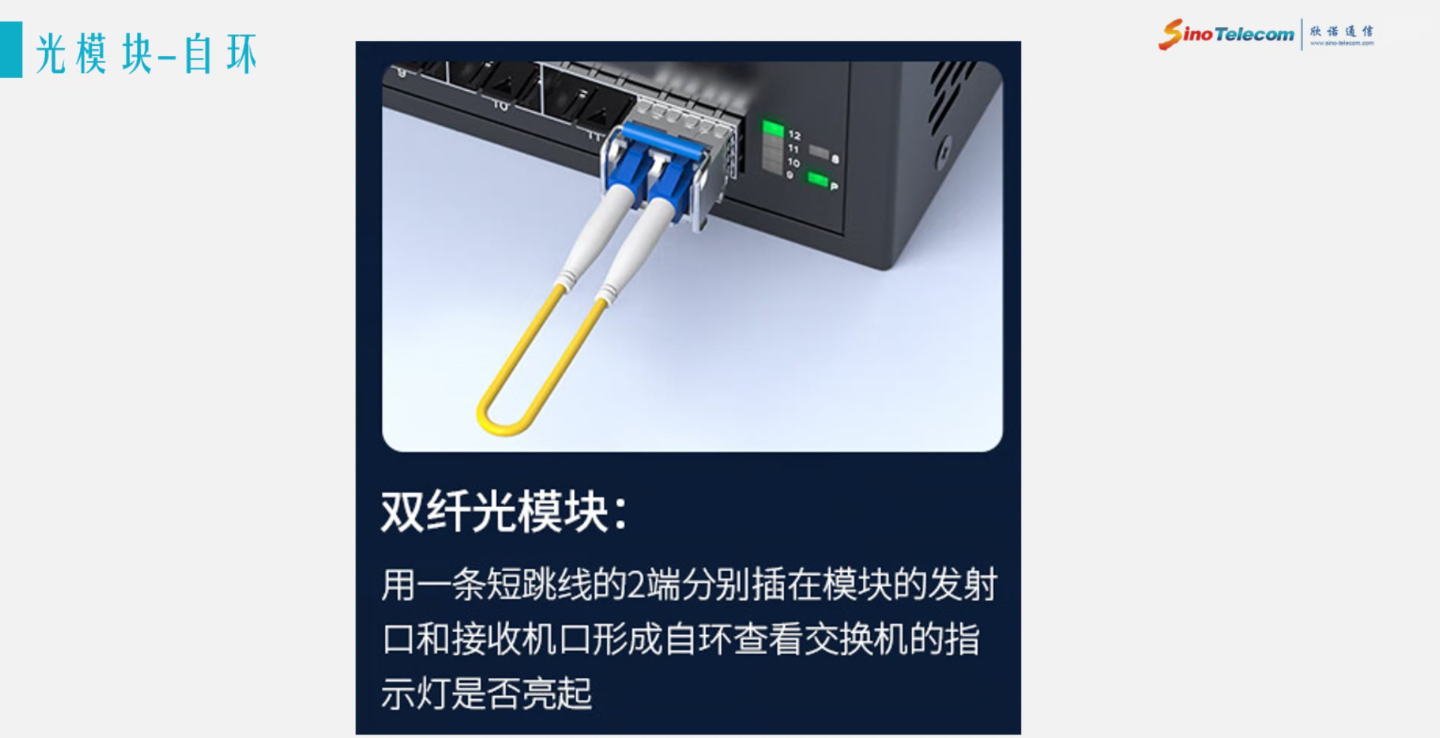 光模块-自环
SinoTelecom 欣诺通信
www.sino-telecom.com
9
10
11
12
11
10
9
S
P
双纤光模块：
用一条短跳线的2端分别插在模块的发射
口和接收机口形成自环查看交换机的指
示灯是否亮起